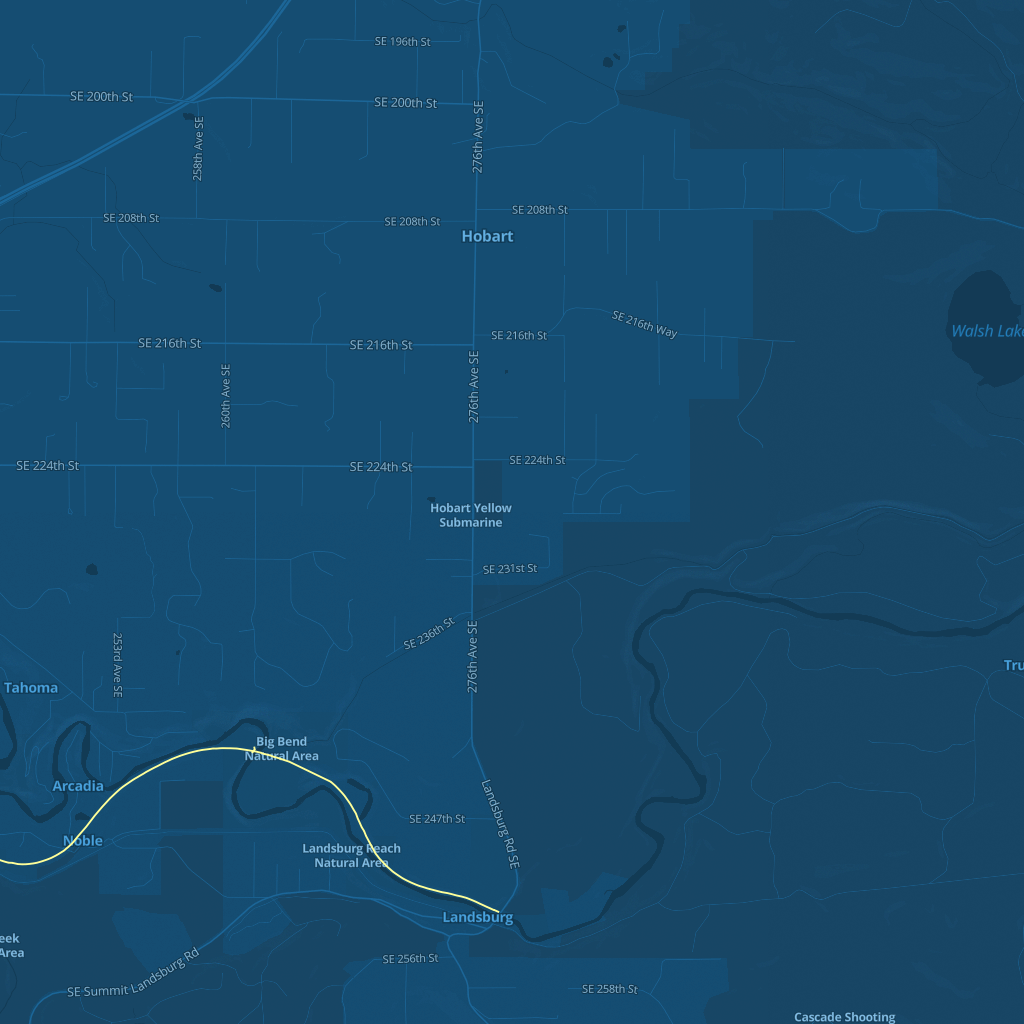 SE 196th St
SE 200th St
SE 200th St
258th Ave SE
276th Ave SE
SE 208th St
SE 208th St
SE 208th St
Hobart
SE 216th Way
Walsh Lake
SE 216th St
SE 216th St
SE 216th St
260th Ave SE
276th Ave SE
SE 224th St
SE 224th St
SE 224th St
Hobart Yellow
Submarine
SE 231st St
SE 236th St
253rd Ave SE
276th Ave SE
Tahoma
Tru
Big Bend
Natural Area
Arcadia
Landsburg Rd SE
SE 247th St
Noble
Landsburg Reach
Natural Area
Landsburg
eek
Area
SE 256th St
SE Summit Landsburg Rd
SE 258th St
Cascade Shooting